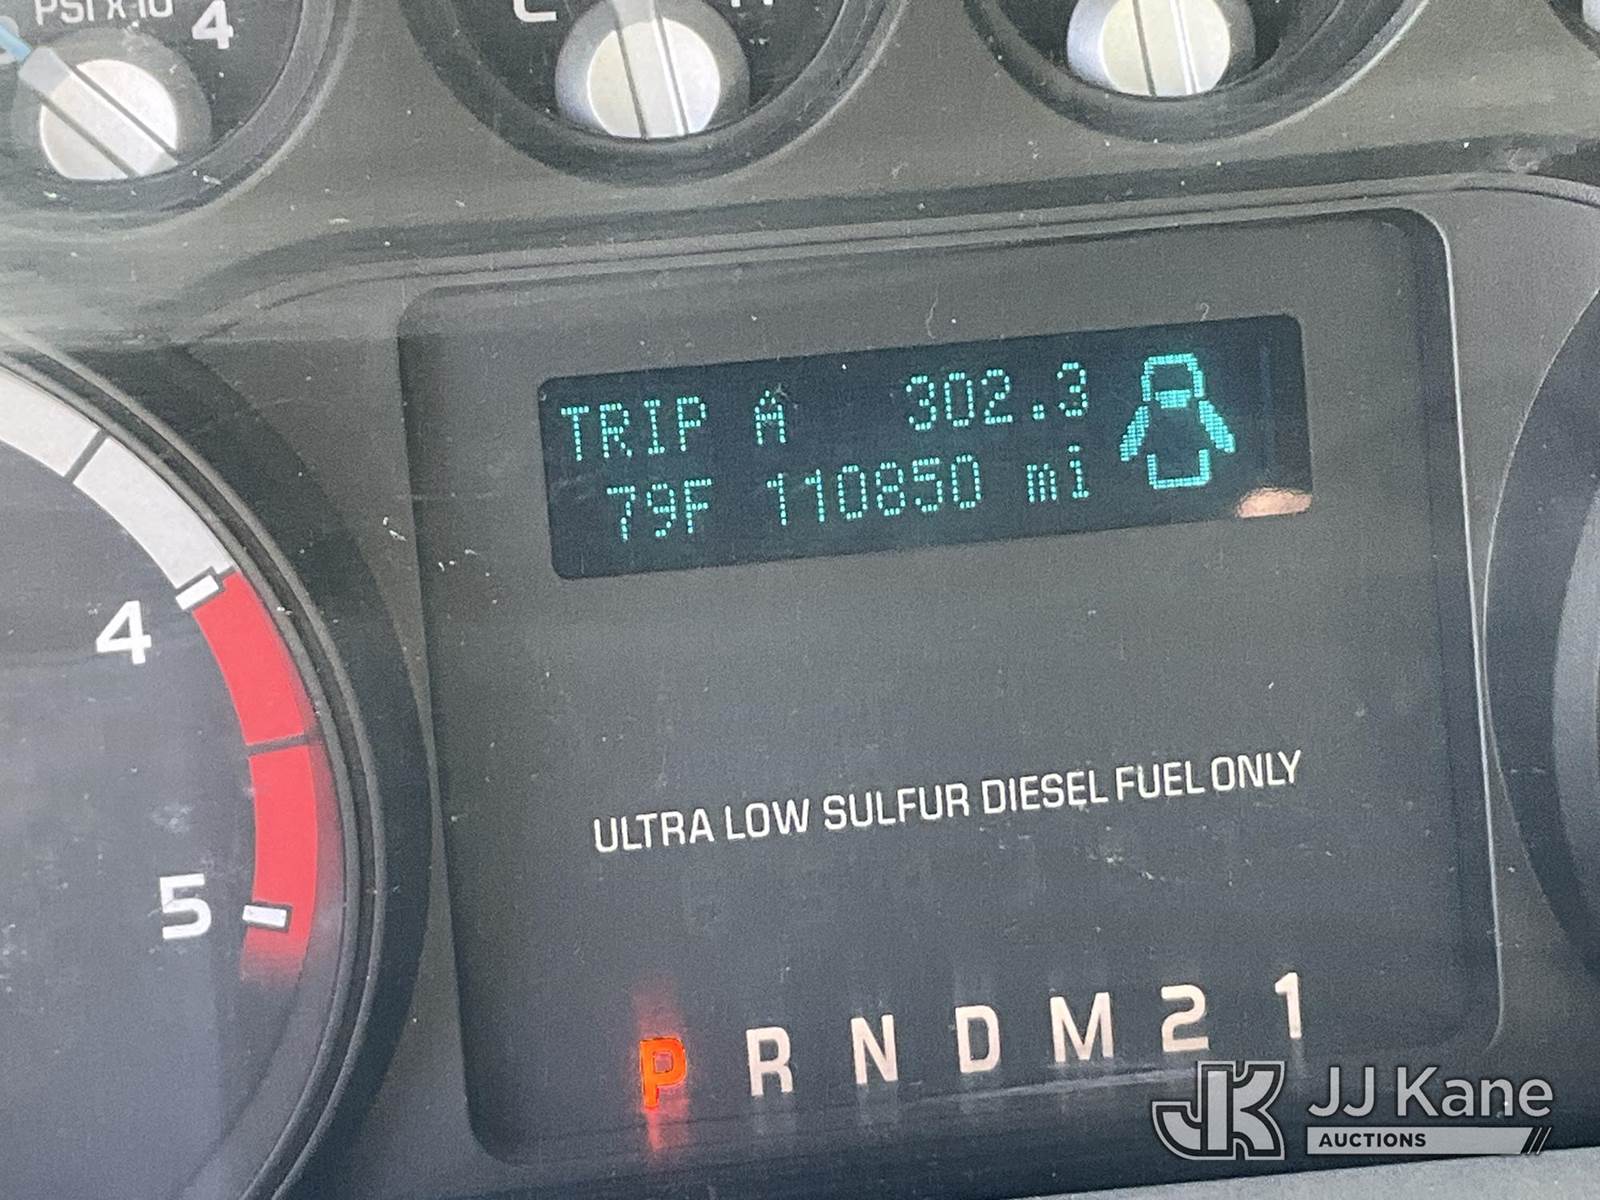 PSI X 10
4
TRIP A 302.3
79F 110850 mi
4
ULTRA LOW SULFUR DIESEL FUEL ONLY
5
P R N D M 2 1
JK JJ Kane
AUCTIONS